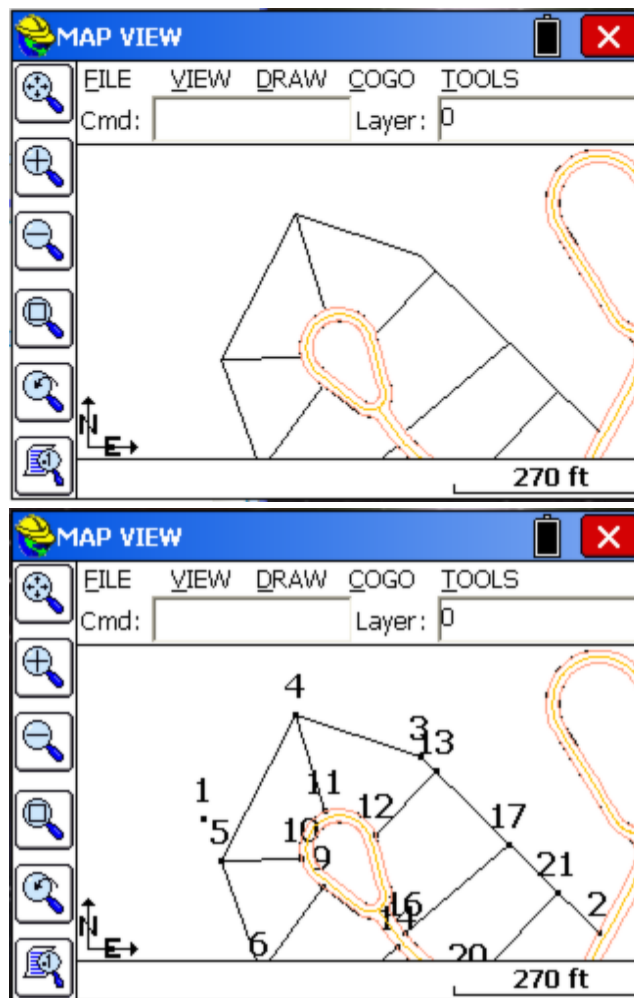 MAP VIEW
FILE VIEW DRAW COGO TOOLS
Cmd: Layer: 0
N
E
270 ft
MAP VIEW
FILE VIEW DRAW COGO TOOLS
Cmd: Layer: 0
4
3 13
11
1 12
5 10 17
9
21
16 2
14
6 20
N
E
270 ft